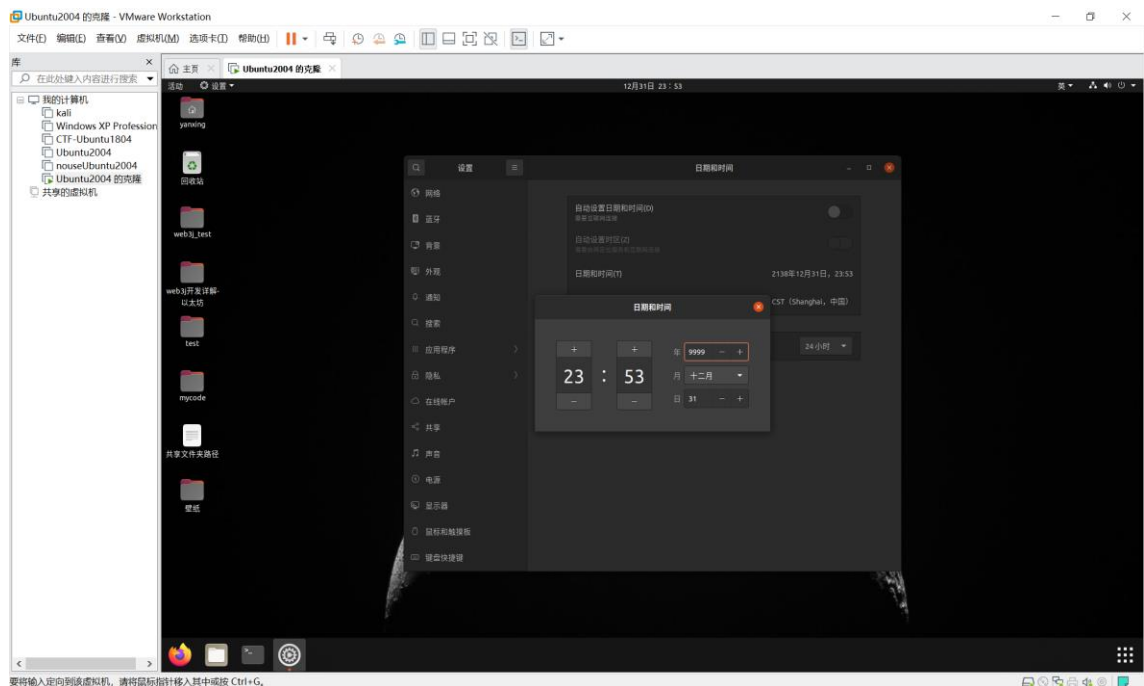 Ubuntu2004 的克隆 - VMware Workstation
文件(F) 编辑(E) 查看(V) 虚拟机(M) 选项卡(T) 帮助(H)
库
在此处键入内容进行搜索
我的计算机
kali
Windows XP Profession
CTF-Ubuntu1804
Ubuntu2004
nouseUbuntu2004
Ubuntu2004 的克隆
共享的虚拟机
主页
Ubuntu2004 的克隆
活动 设置
12月31日 23：53
英
yanxing
回收站
web3j_test
web3j开发详解-
以太坊
test
mycode
共享文件夹路径
壁纸
设置
日期和时间
网络
蓝牙
背景
外观
通知
搜索
应用程序
隐私
在线帐户
共享
声音
电源
显示器
鼠标和触摸板
键盘快捷键
自动设置日期和时间(D)
需要互联网连接
自动设置时区(Z)
日期和时间(T)
2138年12月31日，23:53
CST（Shanghai，中国）
24小时
日期和时间
23 : 53
年 9999
月 十二月
日 31
要将输入定向到该虚拟机，请将鼠标指针移入其中或按 Ctrl+G。